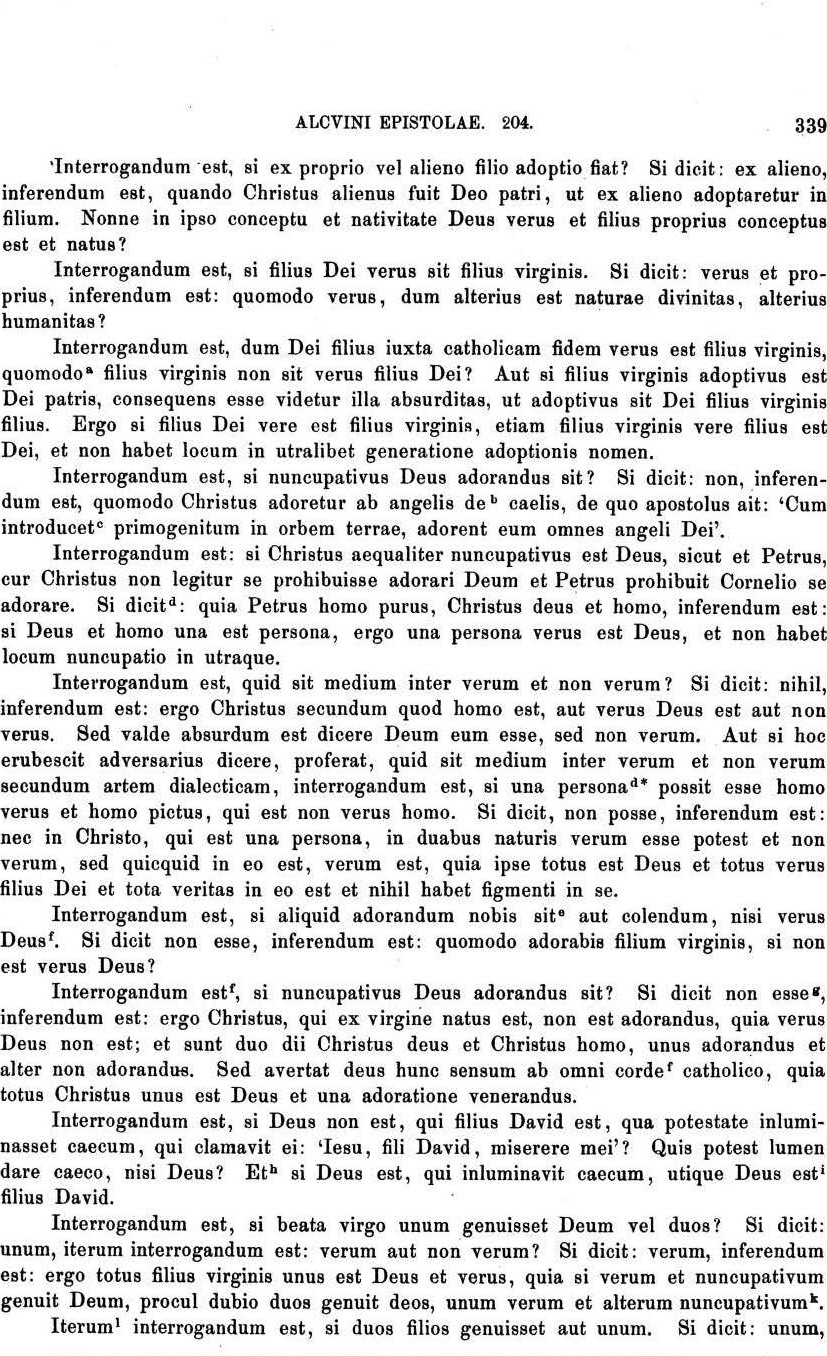 ALCVINI EPISTOLAE. 204. 339
'Interrogandum est, si ex proprio vel alieno filio adoptio fiat? Si dicit: ex alieno,
inferendum est, quando Christus alienus fuit Deo patri, ut ex alieno adoptaretur in
filium. Nonne in ipso conceptu et nativitate Deus verus et filius proprius conceptus
est et natus?
Interrogandum est, si filius Dei verus sit filius virginis. Si dicit: verus et pro-
prius, inferendum est: quomodo verus, dum alterius est naturae divinitas, alterius
humanitas?
Interrogandum est, dum Dei filius iuxta catholicam fidem verus est filius virginis,
quomodoᵃ filius virginis non sit verus filius Dei? Aut si filius virginis adoptivus est
Dei patris, consequens esse videtur illa absurditas, ut adoptivus sit Dei filius virginis
filius. Ergo si filius Dei vere est filius virginis, etiam filius virginis vere filius est
Dei, et non habet locum in utralibet generatione adoptionis nomen.
Interrogandum est, si nuncupativus Deus adorandus sit? Si dicit: non, inferen-
dum est, quomodo Christus adoretur ab angelis deᵇ caelis, de quo apostolus ait: 'Cum
introducetᶜ primogenitum in orbem terrae, adorent eum omnes angeli Dei'.
Interrogandum est: si Christus aequaliter nuncupativus est Deus, sicut et Petrus,
cur Christus non legitur se prohibuisse adorari Deum et Petrus prohibuit Cornelio se
adorare. Si dicitᵈ: quia Petrus homo purus, Christus deus et homo, inferendum est:
si Deus et homo una est persona, ergo una persona verus est Deus, et non habet
locum nuncupatio in utraque.
Interrogandum est, quid sit medium inter verum et non verum? Si dicit: nihil,
inferendum est: ergo Christus secundum quod homo est, aut verus Deus est aut non
verus. Sed valde absurdum est dicere Deum eum esse, sed non verum. Aut si hoc
erubescit adversarius dicere, proferat, quid sit medium inter verum et non verum
secundum artem dialecticam, interrogandum est, si una personaᵈ* possit esse homo
verus et homo pictus, qui est non verus homo. Si dicit, non posse, inferendum est:
nec in Christo, qui est una persona, in duabus naturis verum esse potest et non
verum, sed quicquid in eo est, verum est, quia ipse totus est Deus et totus verus
filius Dei et tota veritas in eo est et nihil habet figmenti in se.
Interrogandum est, si aliquid adorandum nobis sitᵉ aut colendum, nisi verus
Deusᶠ. Si dicit non esse, inferendum est: quomodo adorabis filium virginis, si non
est verus Deus?
Interrogandum estᶠ, si nuncupativus Deus adorandus sit? Si dicit non esseᵍ,
inferendum est: ergo Christus, qui ex virgine natus est, non est adorandus, quia verus
Deus non est; et sunt duo dii Christus deus et Christus homo, unus adorandus et
alter non adorandus. Sed avertat deus hunc sensum ab omni cordeᶠ catholico, quia
totus Christus unus est Deus et una adoratione venerandus.
Interrogandum est, si Deus non est, qui filius David est, qua potestate inlumi-
nasset caecum, qui clamavit ei: 'Iesu, fili David, miserere mei'? Quis potest lumen
dare caeco, nisi Deus? Etʰ si Deus est, qui inluminavit caecum, utique Deus estⁱ
filius David.
Interrogandum est, si beata virgo unum genuisset Deum vel duos? Si dicit:
unum, iterum interrogandum est: verum aut non verum? Si dicit: verum, inferendum
est: ergo totus filius virginis unus est Deus et verus, quia si verum et nuncupativum
genuit Deum, procul dubio duos genuit deos, unum verum et alterum nuncupativumᵏ.
Iterumˡ interrogandum est, si duos filios genuisset aut unum. Si dicit: unum,